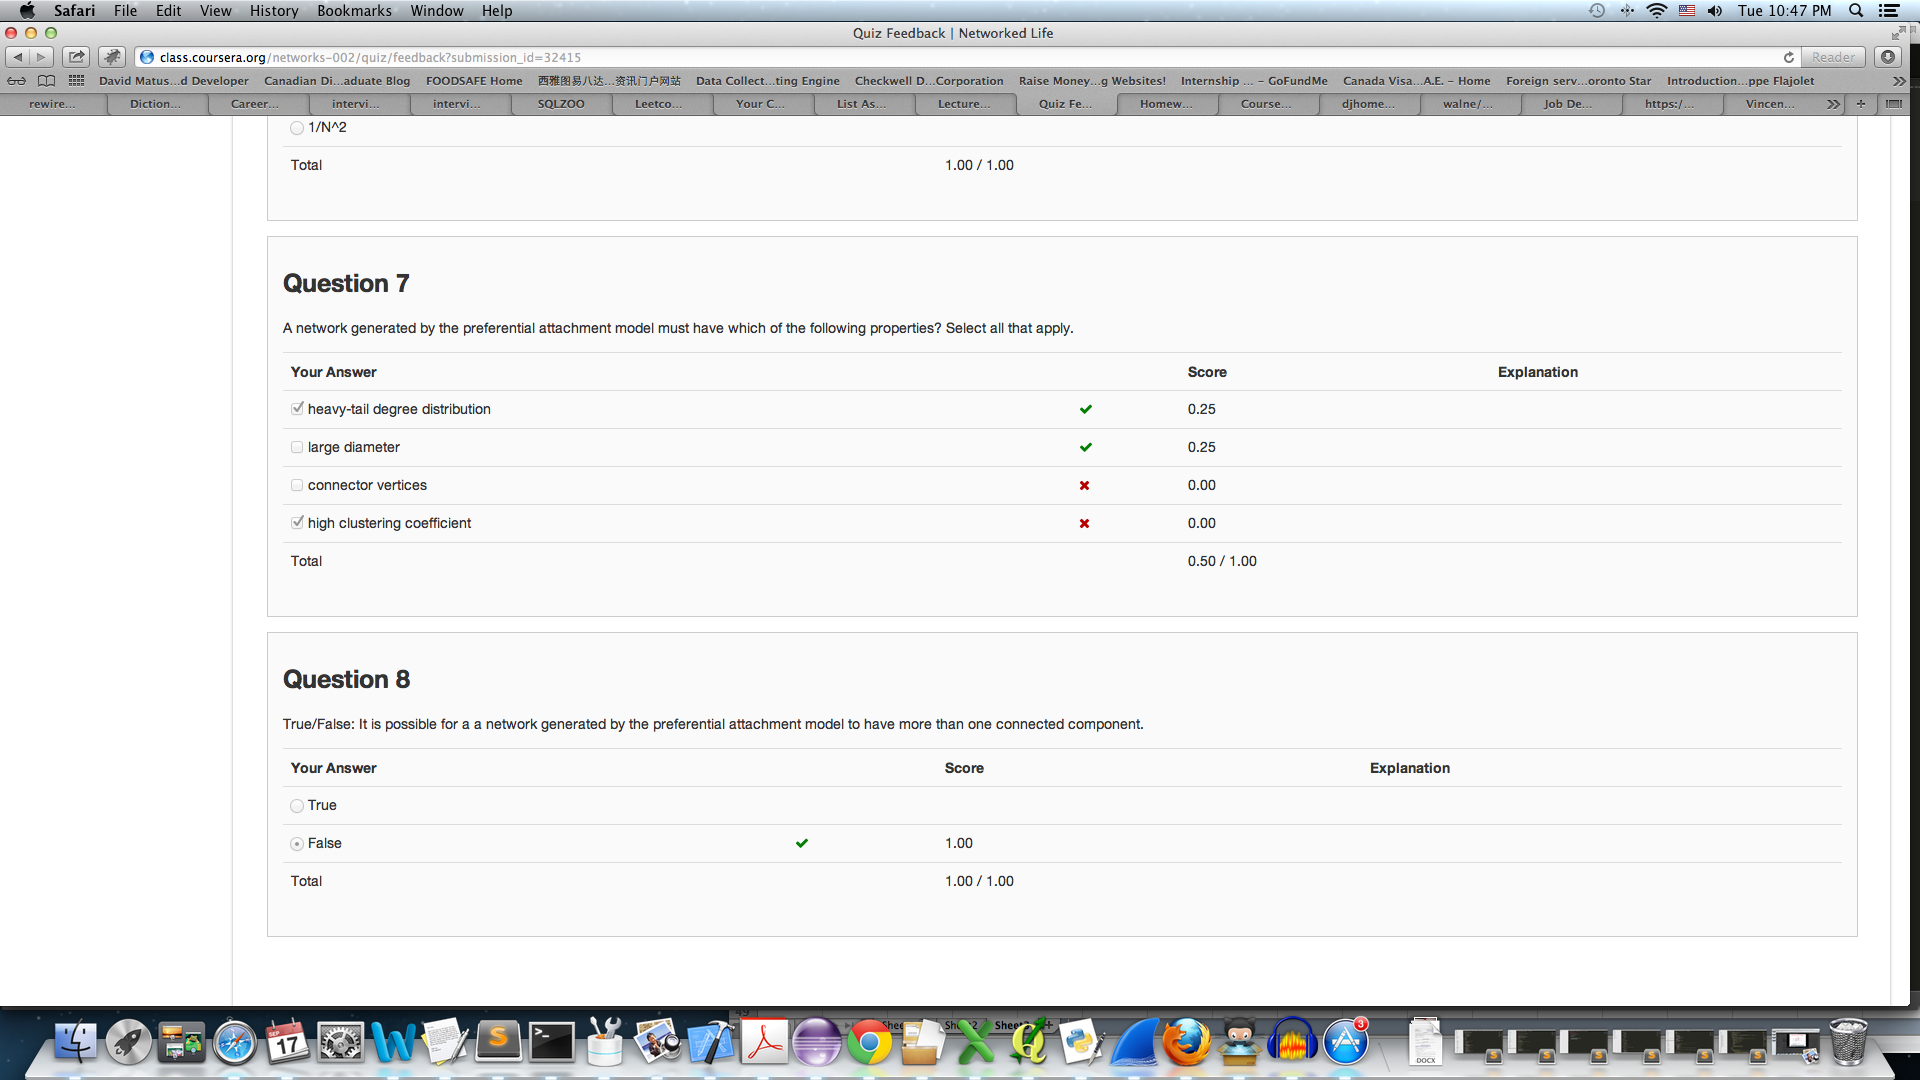 Safari File Edit View History Bookmarks Window Help Tue 10:47 PM
Quiz Feedback | Networked Life
class.coursera.org/networks-002/quiz/feedback?submission_id=32415 Reader
David Matus...d Developer Canadian Di...aduate Blog FOODSAFE Home 西雅图易八达...资讯门户网站 Data Collect...ting Engine Checkwell D...Corporation Raise Money...g Websites! Internship ... – GoFundMe Canada Visa...A.E. – Home Foreign serv...oronto Star Introduction...ppe Flajolet
rewire... Diction... Career... intervi... intervi... SQLZOO Leetco... Your C... List As... Lecture... Quiz Fe... Homew... Course... djhome... walne/... Job De... https:/... Vincen...
1/N^2
Total 1.00 / 1.00
Question 7
A network generated by the preferential attachment model must have which of the following properties? Select all that apply.
Your Answer Score Explanation
heavy-tail degree distribution 0.25
large diameter 0.25
connector vertices 0.00
high clustering coefficient 0.00
Total 0.50 / 1.00
Question 8
True/False: It is possible for a a network generated by the preferential attachment model to have more than one connected component.
Your Answer Score Explanation
True
False 1.00
Total 1.00 / 1.00
SEP
17
3
DOCX